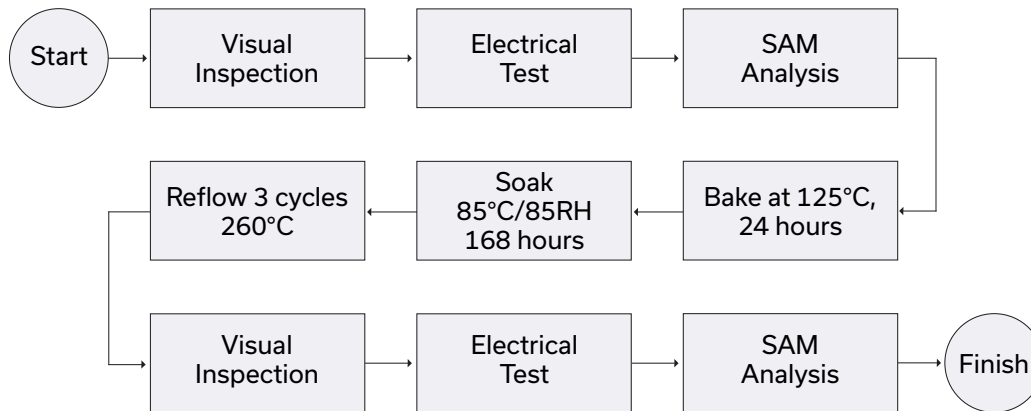 Start
Visual
Inspection
Electrical
Test
SAM
Analysis
Reflow 3 cycles
260°C
Soak
85°C/85RH
168 hours
Bake at 125°C,
24 hours
Visual
Inspection
Electrical
Test
SAM
Analysis
Finish